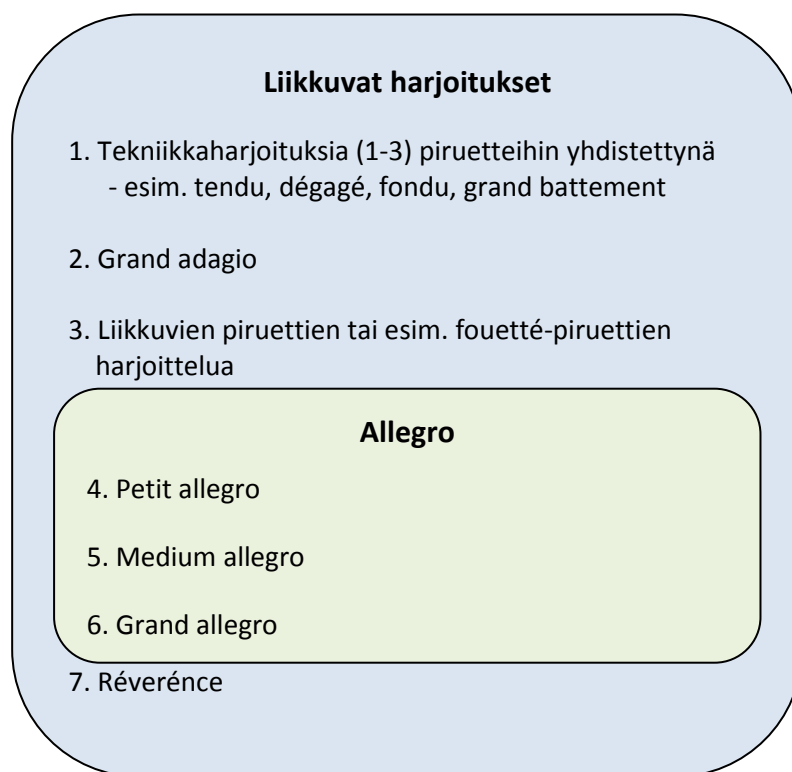 Liikkuvat harjoitukset
1. Tekniikkaharjoituksia (1-3) piruetteihin yhdistettynä
- esim. tendu, dégagé, fondu, grand battement
2. Grand adagio
3. Liikkuvien piruettien tai esim. fouetté-piruettien
harjoittelua
Allegro
4. Petit allegro
5. Medium allegro
6. Grand allegro
7. Réverénce